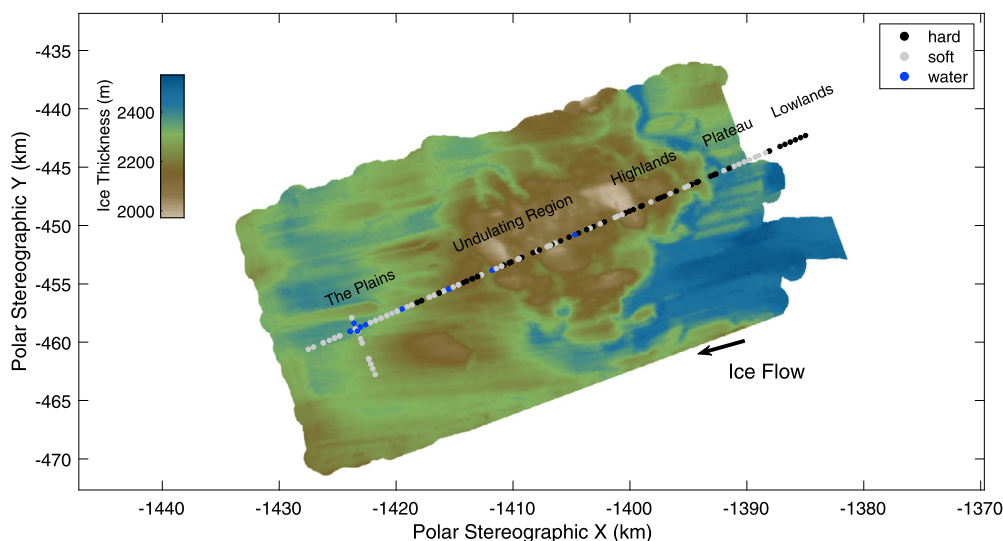 -435
-440
-445
-450
-455
-460
-465
-470
Polar Stereographic Y (km)
Ice Thickness (m)
2400
2200
2000
hard
soft
water
Lowlands
Plateau
Highlands
Undulating Region
The Plains
Ice Flow
-1440
-1430
-1420
-1410
-1400
-1390
-1380
-1370
Polar Stereographic X (km)